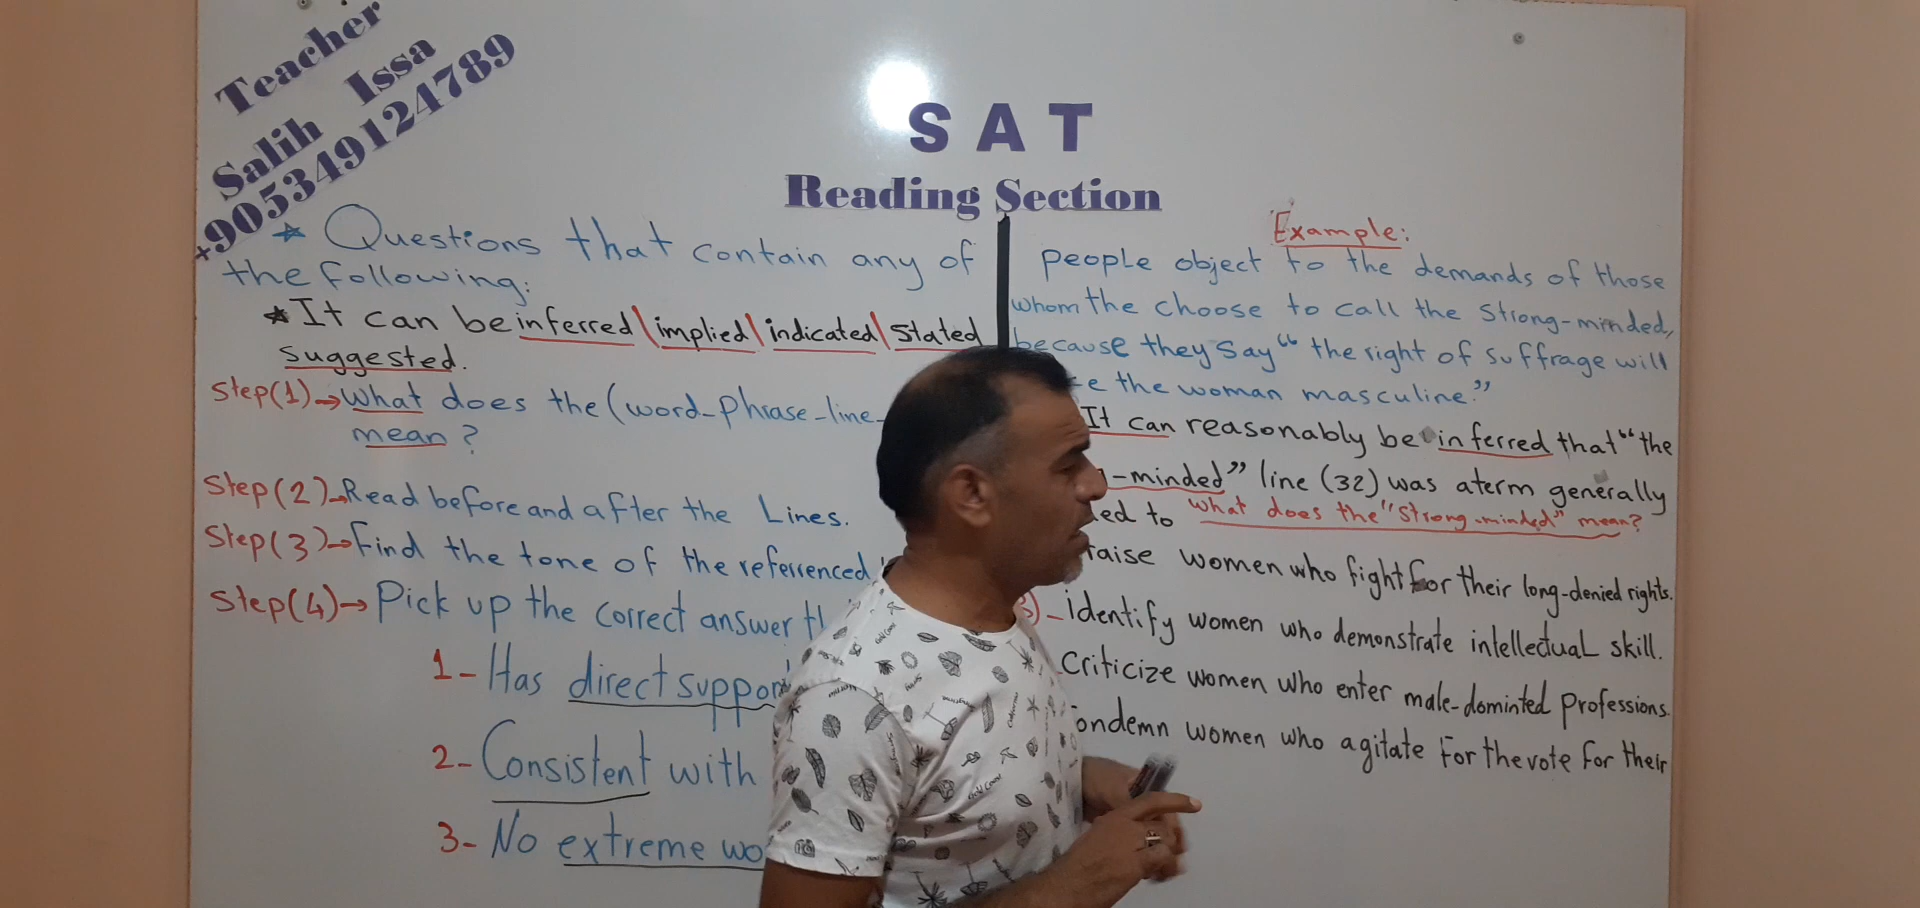 Teacher
Salih Issa
+905349124789
SAT
Reading Section
* Questions that contain any of
the following:
* It can be inferred \ implied \ indicated \ stated
suggested.
Step(1)→ What does the (word-phrase-line-
mean?
Step(2)→Read before and after the Lines.
Step(3)→Find the tone of the referrenced
Step(4)→ Pick up the correct answer
1- Has direct support
2- Consistent with
3- No extreme
Example:
people object to the demands of those
whom the choose to call the strong-minded,
because they say "the right of suffrage will
the woman masculine."
It can reasonably be inferred that "the
-minded" line (32) was a term generally
to what does the "strong-minded" mean?
women who fight for their long-denied rights.
- identify women who demonstrate intellectual skill.
Criticize women who enter male-dominted professions.
women who agitate for the vote for their